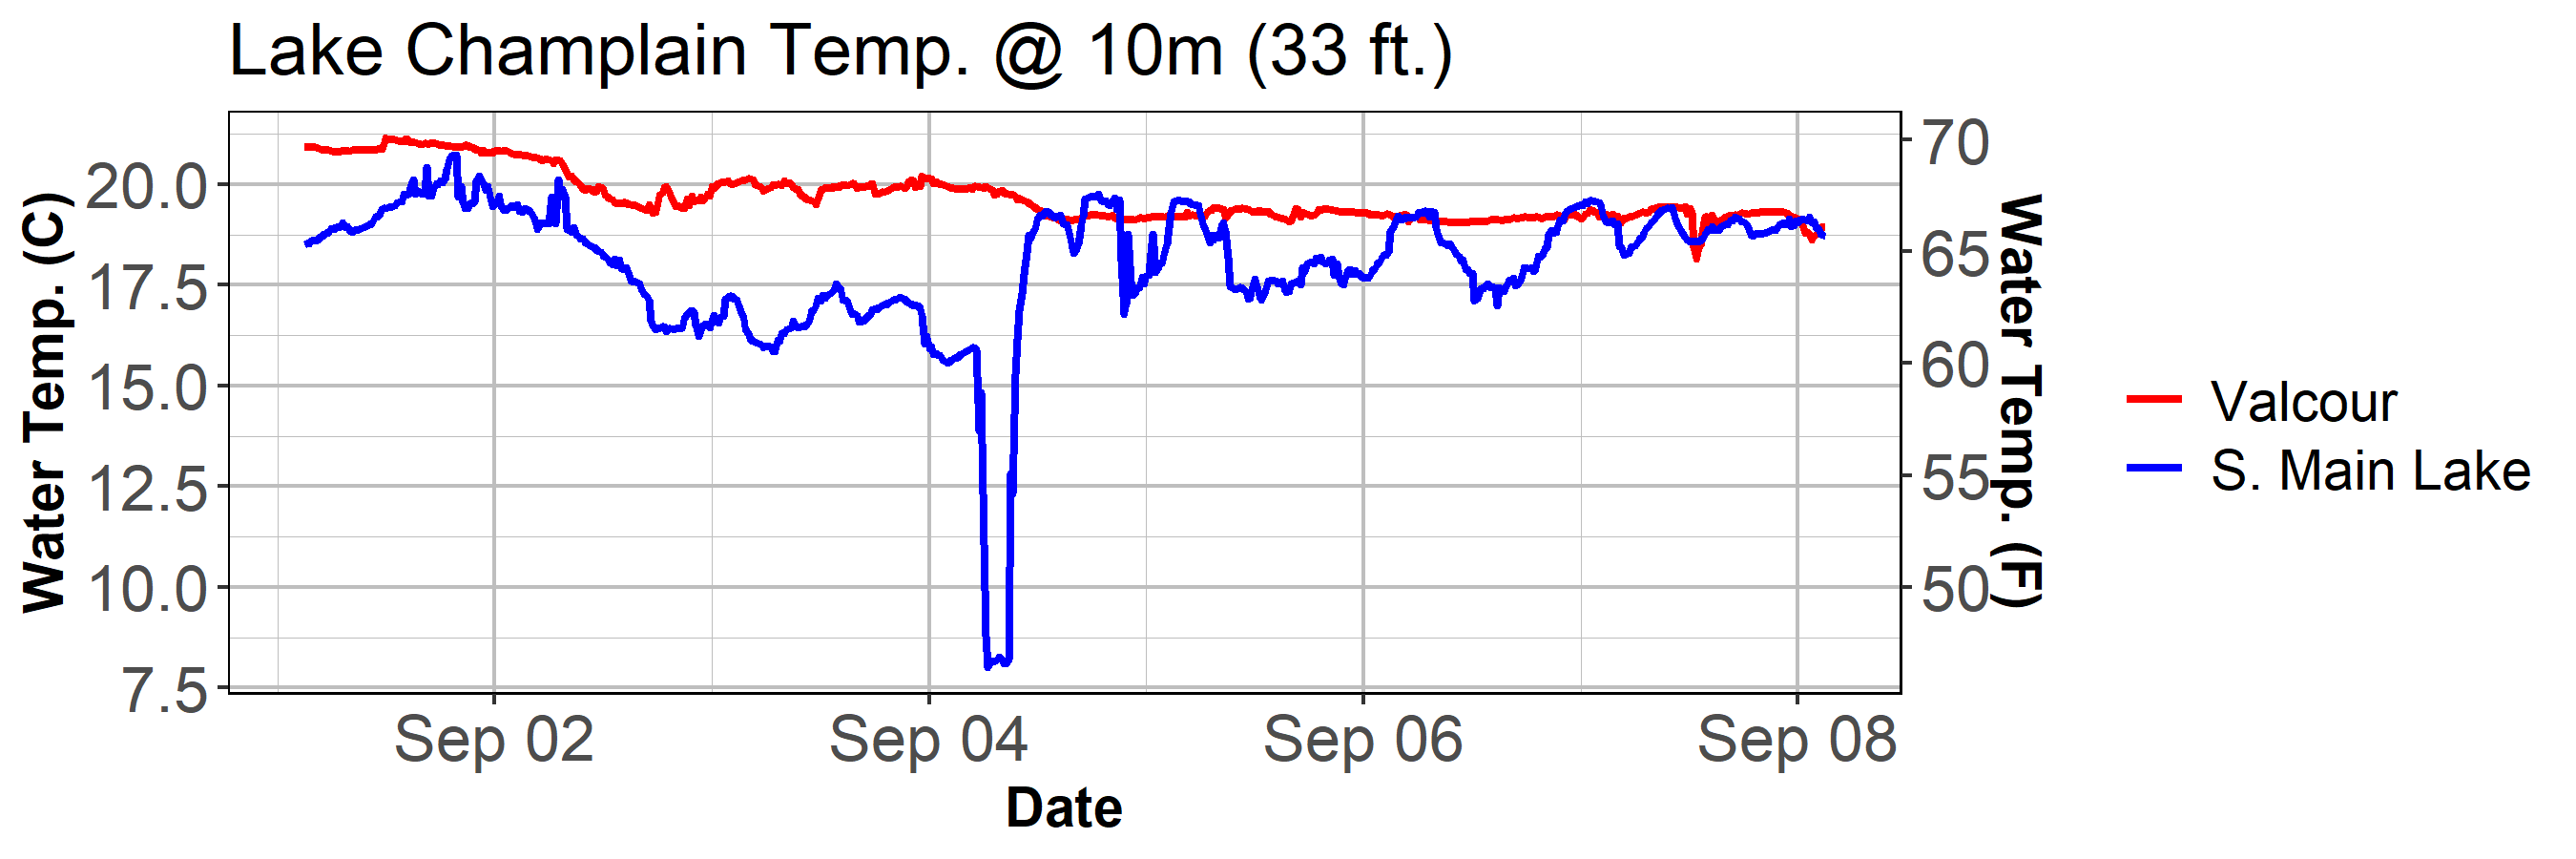 Lake Champlain Temp. @ 10m (33 ft.)
Water Temp. (C)
20.0
17.5
15.0
12.5
10.0
7.5
70
65
60
55
50
Water Temp. (F)
Sep 02
Sep 04
Sep 06
Sep 08
Date
Valcour
S. Main Lake